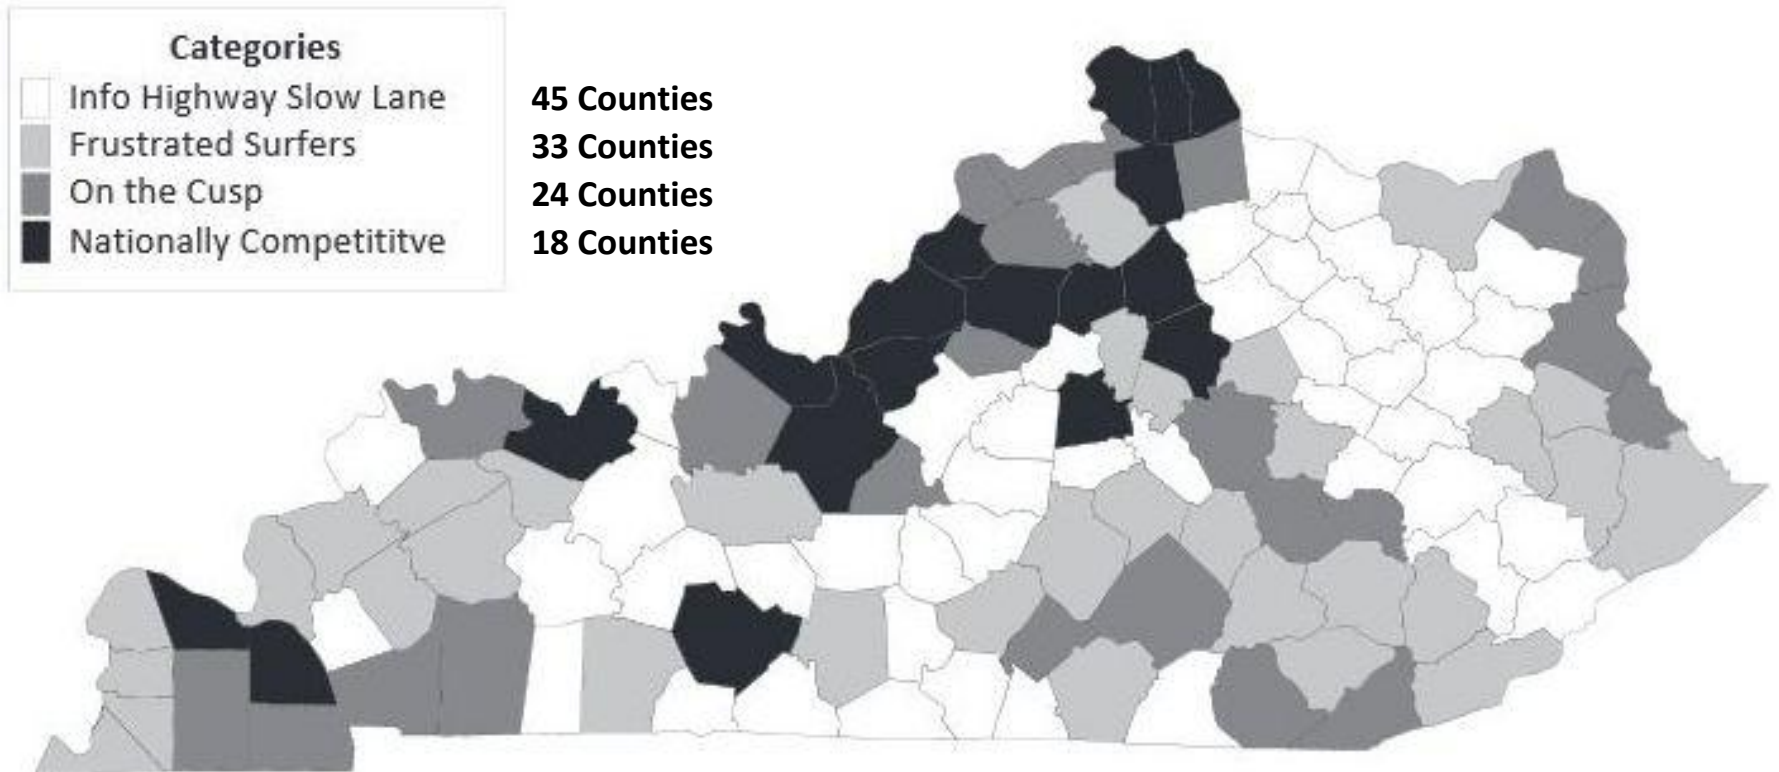 Categories
Info Highway Slow Lane 45 Counties
Frustrated Surfers 33 Counties
On the Cusp 24 Counties
Nationally Competititve 18 Counties